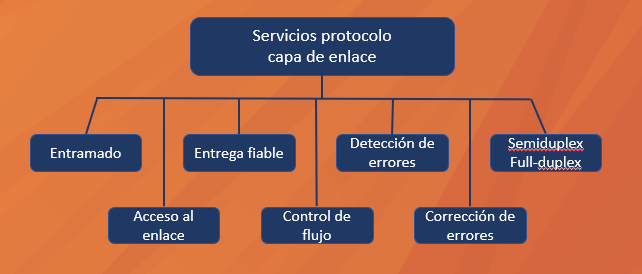 Servicios protocolo
capa de enlace
Entramado
Entrega fiable
Detección de
errores
Semiduplex
Full-duplex
Acceso al
enlace
Control de
flujo
Corrección de
errores